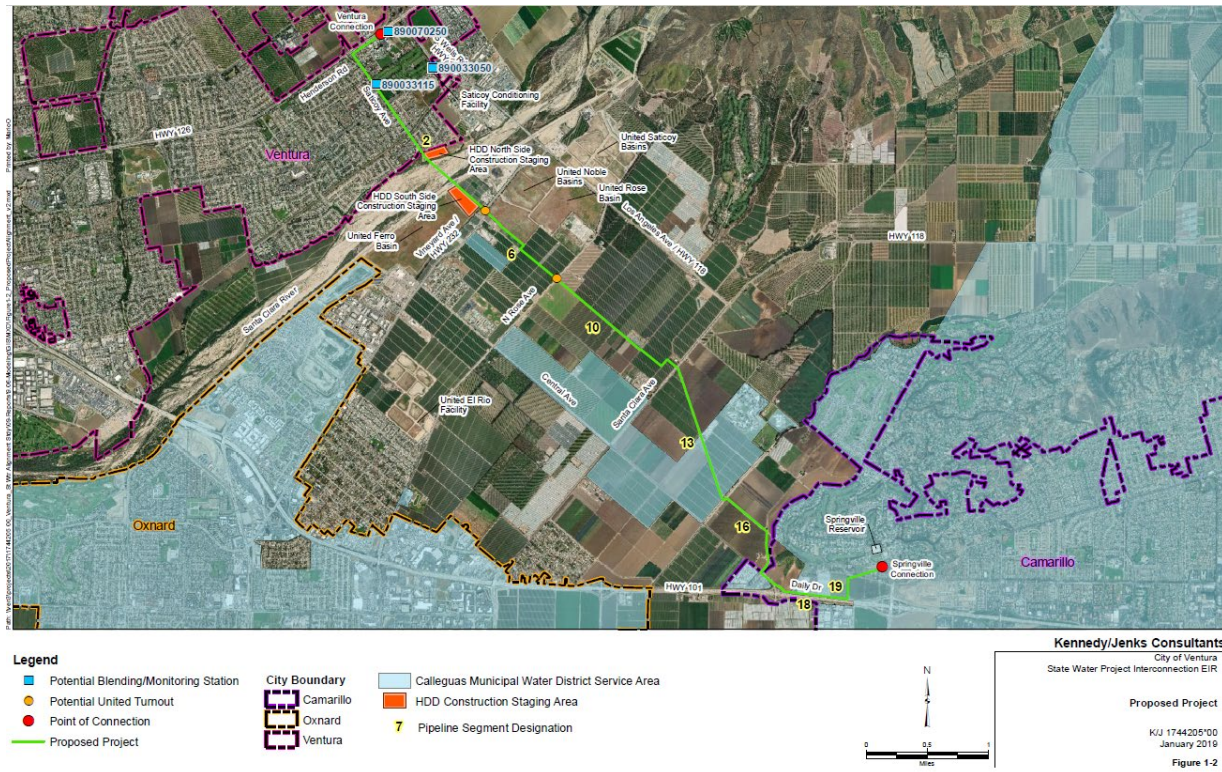 Ventura
Connection
890070250
890033050
890033115
Henderson Rd
Saticoy Ave
Saticoy Conditioning
Facility
HWY 126
Ventura
2
HDD North Side
Construction Staging
Area
United Saticoy
Basins
United Noble
Basins
United Rose
Basin
HDD South Side
Construction Staging
Area
United Ferro
Basin
Vineyard Ave /
HWY 232
Los Angeles Ave / HWY 118
HWY 118
6
N Rose Ave
Santa Clara River
10
Central Ave
Santa Clara Ave
United El Rio
Facility
13
Oxnard
16
Springville
Reservoir
Springville
Connection
Camarillo
HWY 101
Daily Dr
19
18
Legend
Potential Blending/Monitoring Station
Potential United Turnout
Point of Connection
Proposed Project
City Boundary
Camarillo
Oxnard
Ventura
Calleguas Municipal Water District Service Area
HDD Construction Staging Area
7 Pipeline Segment Designation
N
0 0.5 1
Miles
Kennedy/Jenks Consultants
City of Ventura
State Water Project Interconnection EIR
Proposed Project
K/J 1744205*00
January 2019
Figure 1-2